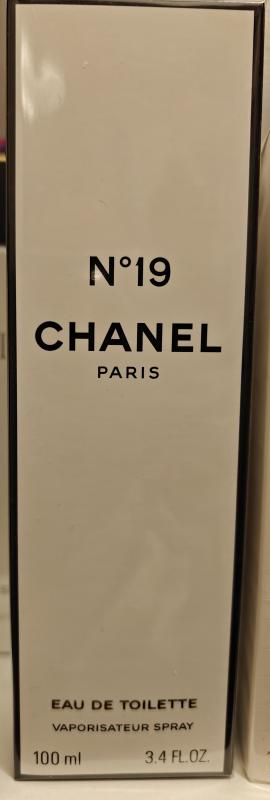 N°19
CHANEL
PARIS
EAU DE TOILETTE
VAPORISATEUR SPRAY
100 ml 3.4 FL.OZ.